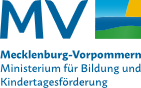 MV
Mecklenburg-Vorpommern
Ministerium für Bildung und
Kindertagesförderung